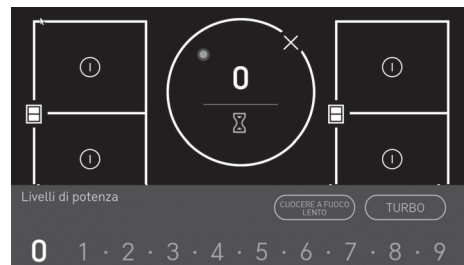 0
Livelli di potenza
CUOCERE A FUOCO
LENTO
TURBO
0 1 · 2 · 3 · 4 · 5 · 6 · 7 · 8 · 9